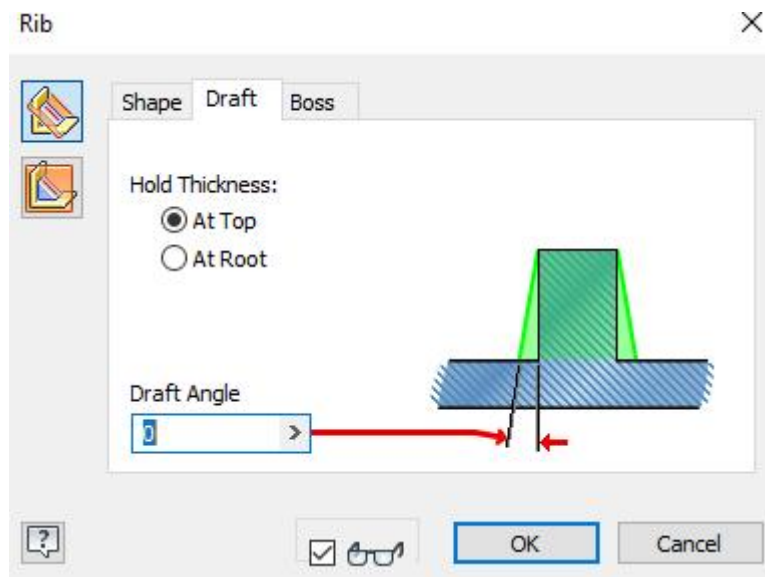 Rib
Shape Draft Boss
Hold Thickness:
At Top
At Root
Draft Angle
0
OK Cancel